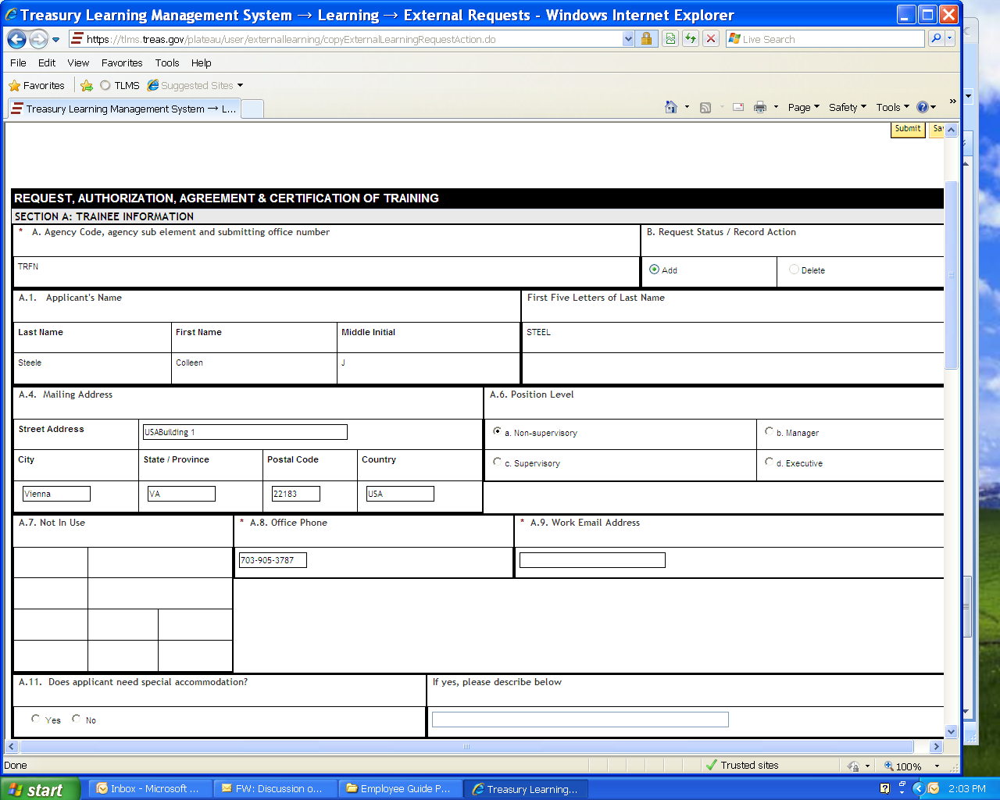 Treasury Learning Management System → Learning → External Requests - Windows Internet Explorer
https://tlms.treas.gov/plateau/user/externallearning/copyExternalLearningRequestAction.do
Live Search
File Edit View Favorites Tools Help
Favorites TLMS Suggested Sites
Treasury Learning Management System → L...
Page Safety Tools »
Submit
REQUEST, AUTHORIZATION, AGREEMENT & CERTIFICATION OF TRAINING
SECTION A: TRAINEE INFORMATION
* A. Agency Code, agency sub element and submitting office number
B. Request Status / Record Action
TRFN
Add Delete
A.1. Applicant's Name
First Five Letters of Last Name
Last Name First Name Middle Initial STEEL
Steele Colleen J
A.4. Mailing Address
A.6. Position Level
Street Address USABuilding 1
a. Non-supervisory b. Manager
City State / Province Postal Code Country
c. Supervisory d. Executive
Vienna VA 22183 USA
A.7. Not In Use * A.8. Office Phone * A.9. Work Email Address
703-905-3787
A.11. Does applicant need special accommodation? If yes, please describe below
Yes No
Done Trusted sites 100%
start Inbox - Microsoft ... FW: Discussion o... Employee Guide P... Treasury Learning... 2:03 PM